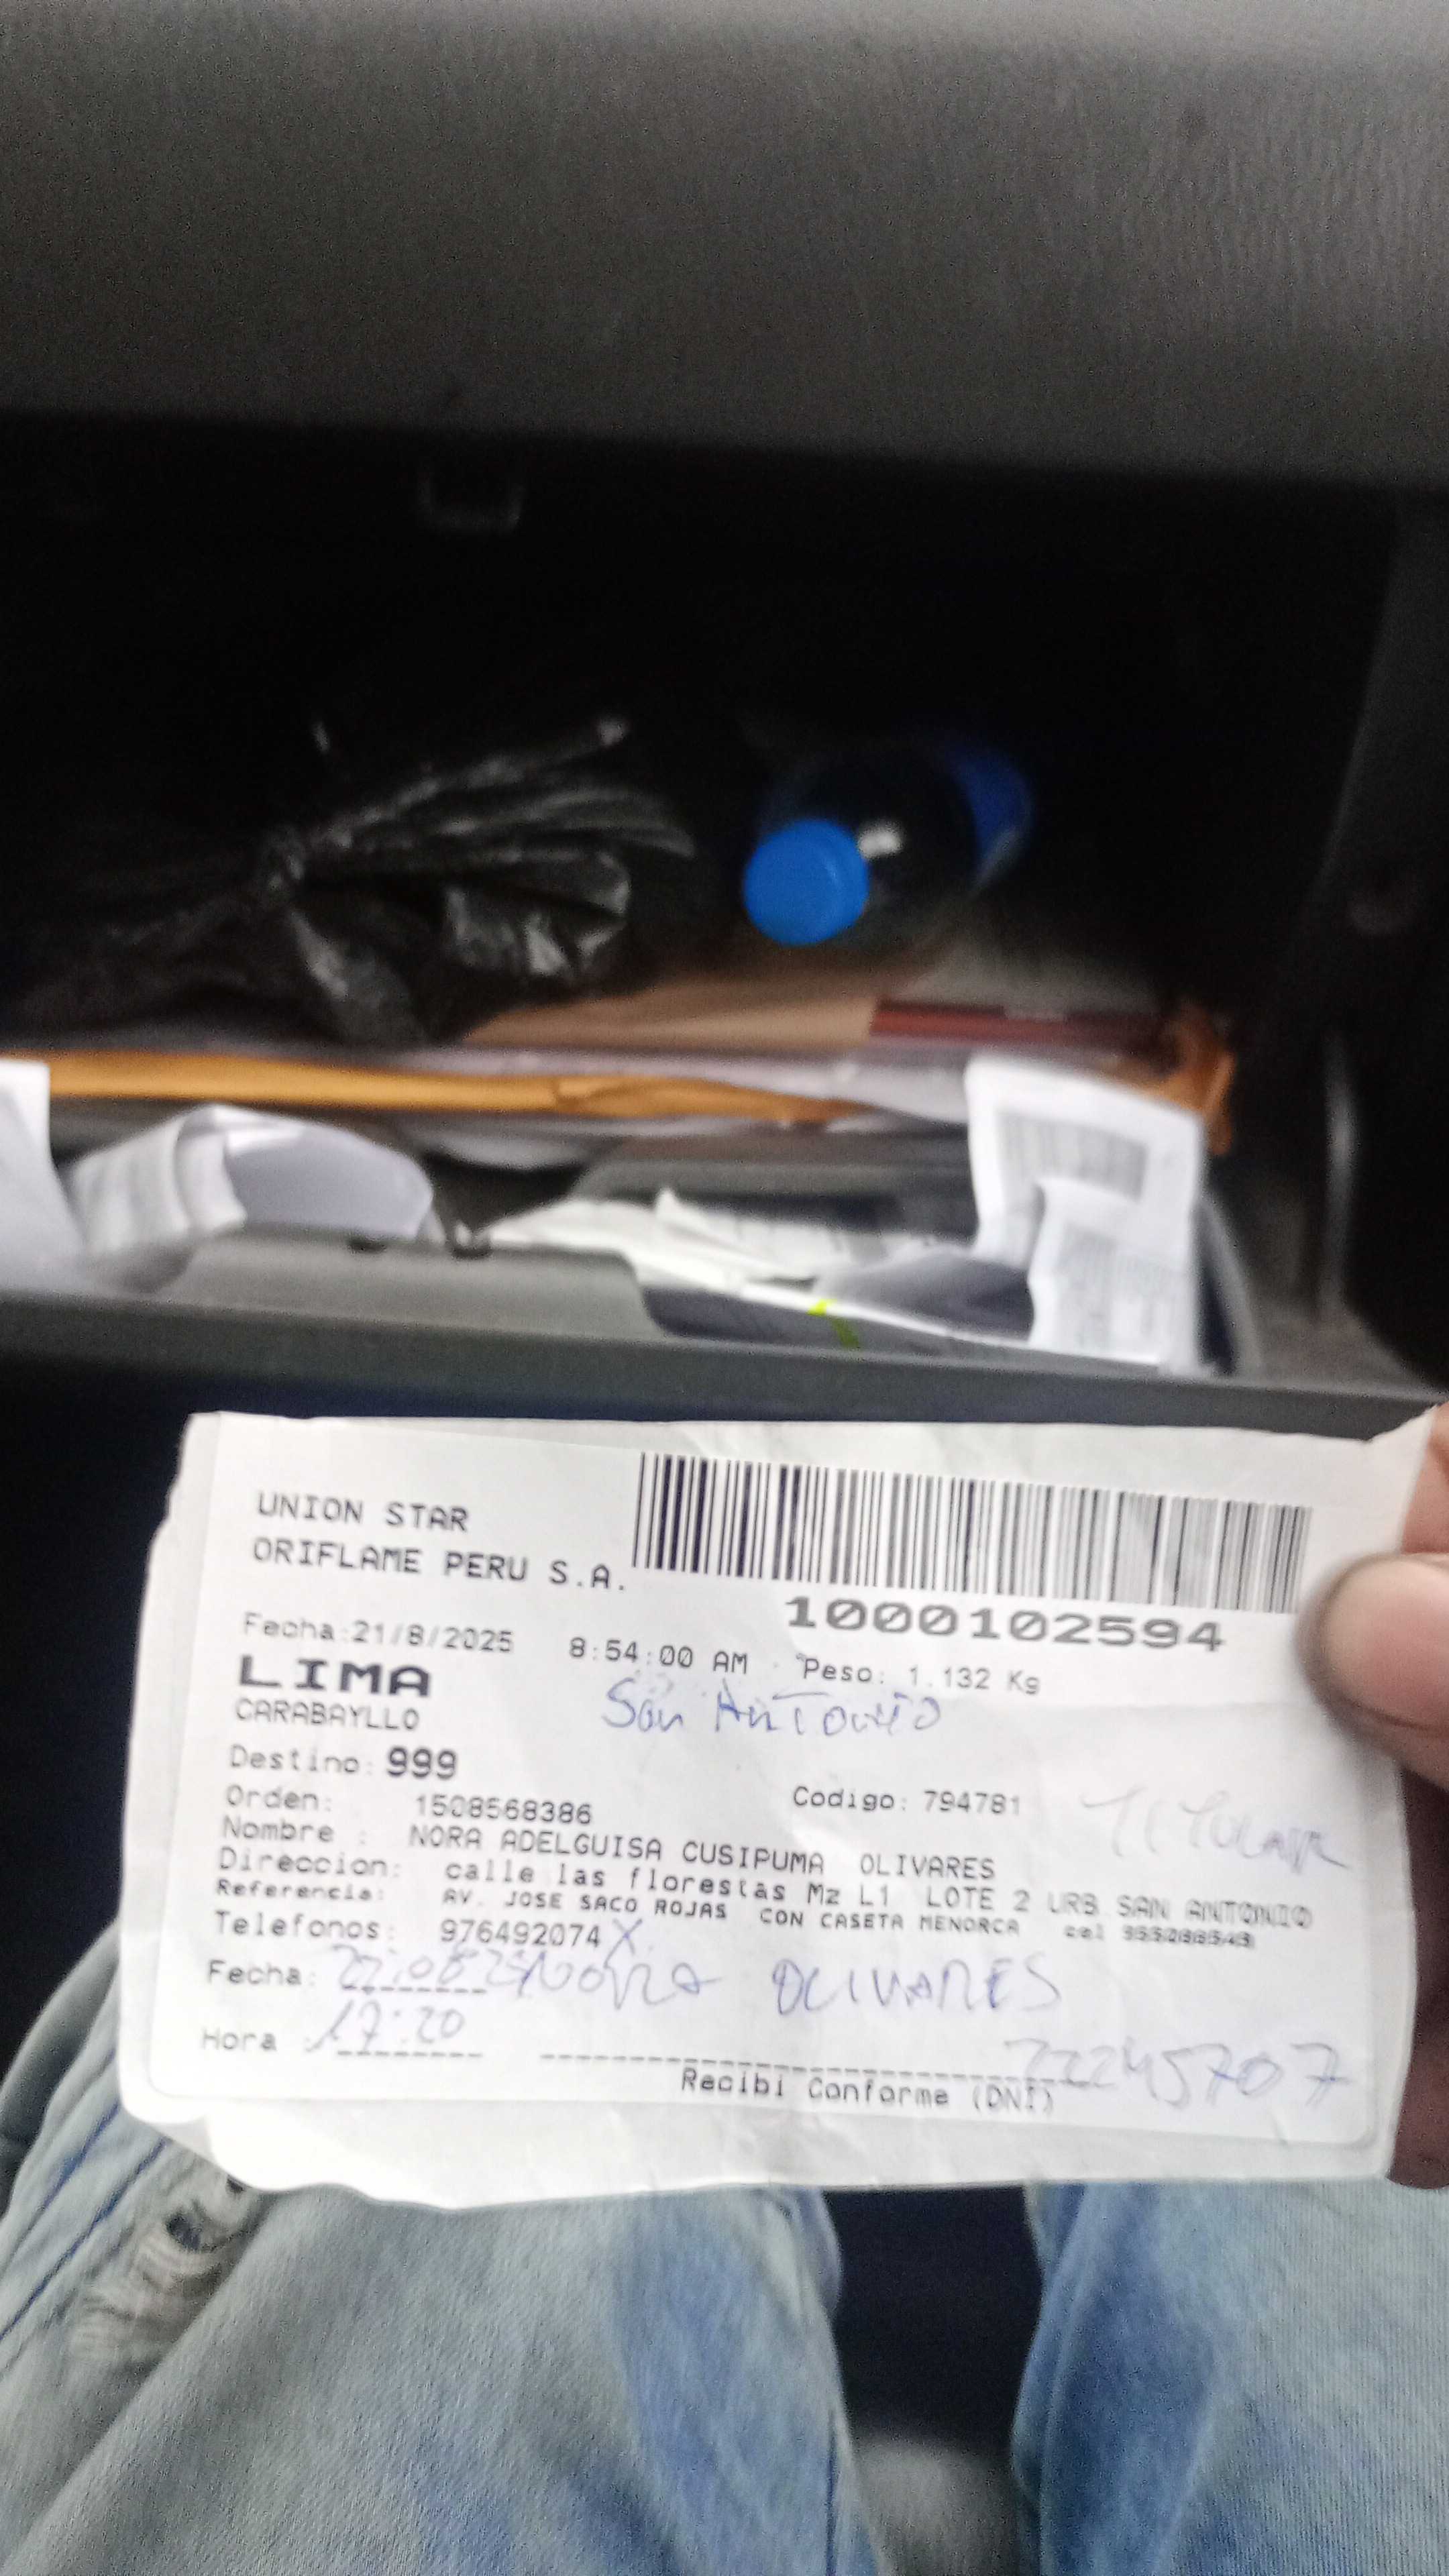 UNION STAR
ORIFLAME PERU S.A.
1000102594
Fecha:21/8/2025 8:54:00 AM Peso: 1.132 Kg
LIMA
CARABAYLLO San Antonio
Destino: 999
Orden: 1508568386 Codigo: 794781
Nombre : NORA ADELGUISA CUSIPUMA OLIVARES TITULAR
Direccion: calle las florestas Mz L1 LOTE 2 URB SAN ANTONIO
Referencia: AV. JOSE SACO ROJAS CON CASETA MENORCA cel
Telefonos: 976492074 X
Fecha: NORA OLIVARES
Hora : 17:20
Recibi Conforme (DNI)